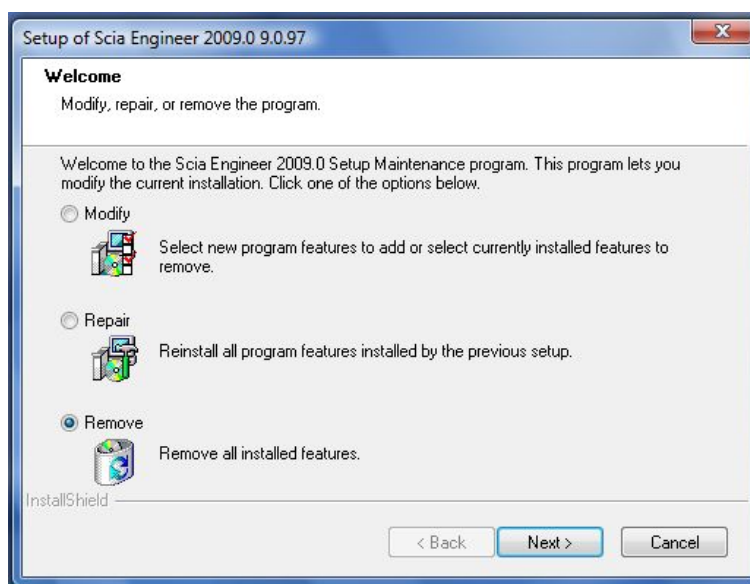 Setup of Scia Engineer 2009.0 9.0.97
Welcome
Modify, repair, or remove the program.
Welcome to the Scia Engineer 2009.0 Setup Maintenance program. This program lets you
modify the current installation. Click one of the options below.
Modify
Select new program features to add or select currently installed features to
remove.
Repair
Reinstall all program features installed by the previous setup.
Remove
Remove all installed features.
InstallShield
< Back
Next >
Cancel